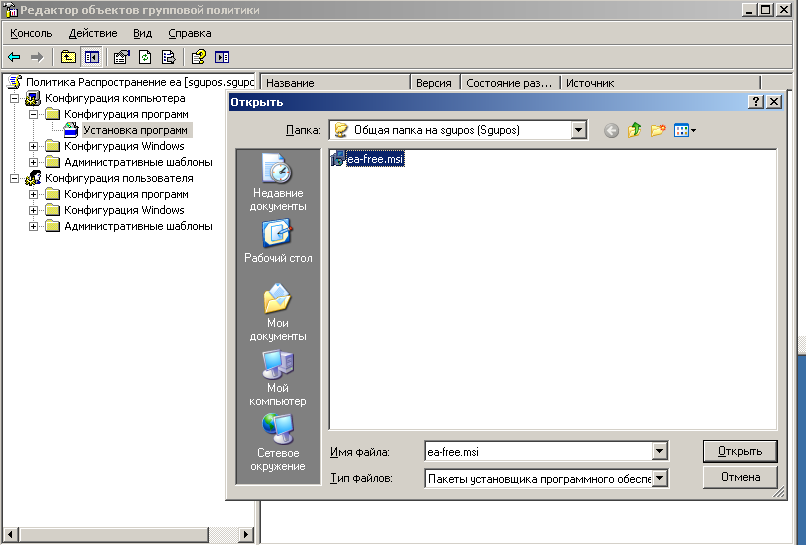 Редактор объектов групповой политики
Консоль Действие Вид Справка
Политика Распространение ea [sgupos.sgupo
Конфигурация компьютера
Конфигурация программ
Установка программ
Конфигурация Windows
Административные шаблоны
Конфигурация пользователя
Конфигурация программ
Конфигурация Windows
Административные шаблоны
Название Версия Состояние раз... Источник
Открыть
Папка: Общая папка на sgupos (Sgupos)
ea-free.msi
Недавние
документы
Рабочий стол
Мои
документы
Мой
компьютер
Сетевое
окружение
Имя файла: ea-free.msi Открыть
Тип файлов: Пакеты установщика программного обеспе Отмена